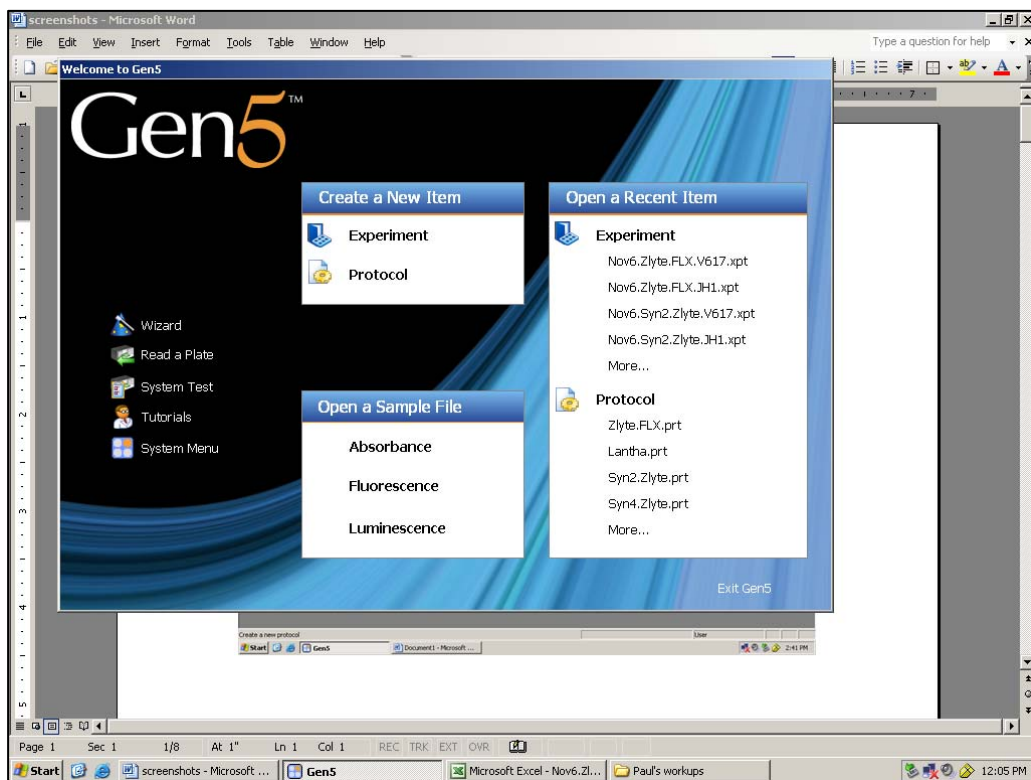 screenshots - Microsoft Word
File Edit View Insert Format Tools Table Window Help
Type a question for help
Welcome to Gen5
Gen5™
Create a New Item
Experiment
Protocol
Wizard
Read a Plate
System Test
Tutorials
System Menu
Open a Sample File
Absorbance
Fluorescence
Luminescence
Open a Recent Item
Experiment
Nov6.Zlyte.FLX.V617.xpt
Nov6.Zlyte.FLX.JH1.xpt
Nov6.Syn2.Zlyte.V617.xpt
Nov6.Syn2.Zlyte.JH1.xpt
More...
Protocol
Zlyte.FLX.prt
Lantha.prt
Syn2.Zlyte.prt
Syn4.Zlyte.prt
More...
Exit Gen5
Create a new protocol User
Start Gen5 Document1 - Microsoft ... 2:41 PM
Page 1 Sec 1 1/8 At 1" Ln 1 Col 1 REC TRK EXT OVR
Start screenshots - Microsoft ... Gen5 Microsoft Excel - Nov6.Zl... Paul's workups 12:05 PM